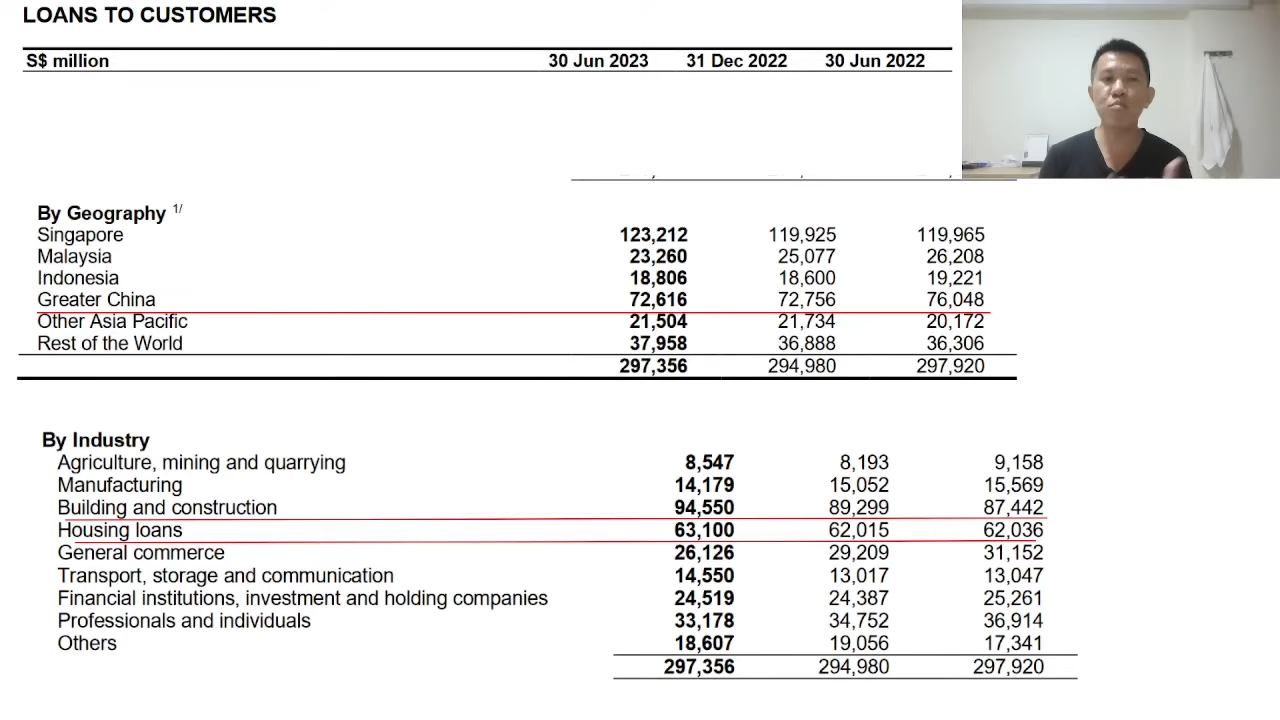 LOANS TO CUSTOMERS
S$ million 30 Jun 2023 31 Dec 2022 30 Jun 2022
By Geography 1/
Singapore 123,212 119,925 119,965
Malaysia 23,260 25,077 26,208
Indonesia 18,806 18,600 19,221
Greater China 72,616 72,756 76,048
Other Asia Pacific 21,504 21,734 20,172
Rest of the World 37,958 36,888 36,306
297,356 294,980 297,920
By Industry
Agriculture, mining and quarrying 8,547 8,193 9,158
Manufacturing 14,179 15,052 15,569
Building and construction 94,550 89,299 87,442
Housing loans 63,100 62,015 62,036
General commerce 26,126 29,209 31,152
Transport, storage and communication 14,550 13,017 13,047
Financial institutions, investment and holding companies 24,519 24,387 25,261
Professionals and individuals 33,178 34,752 36,914
Others 18,607 19,056 17,341
297,356 294,980 297,920